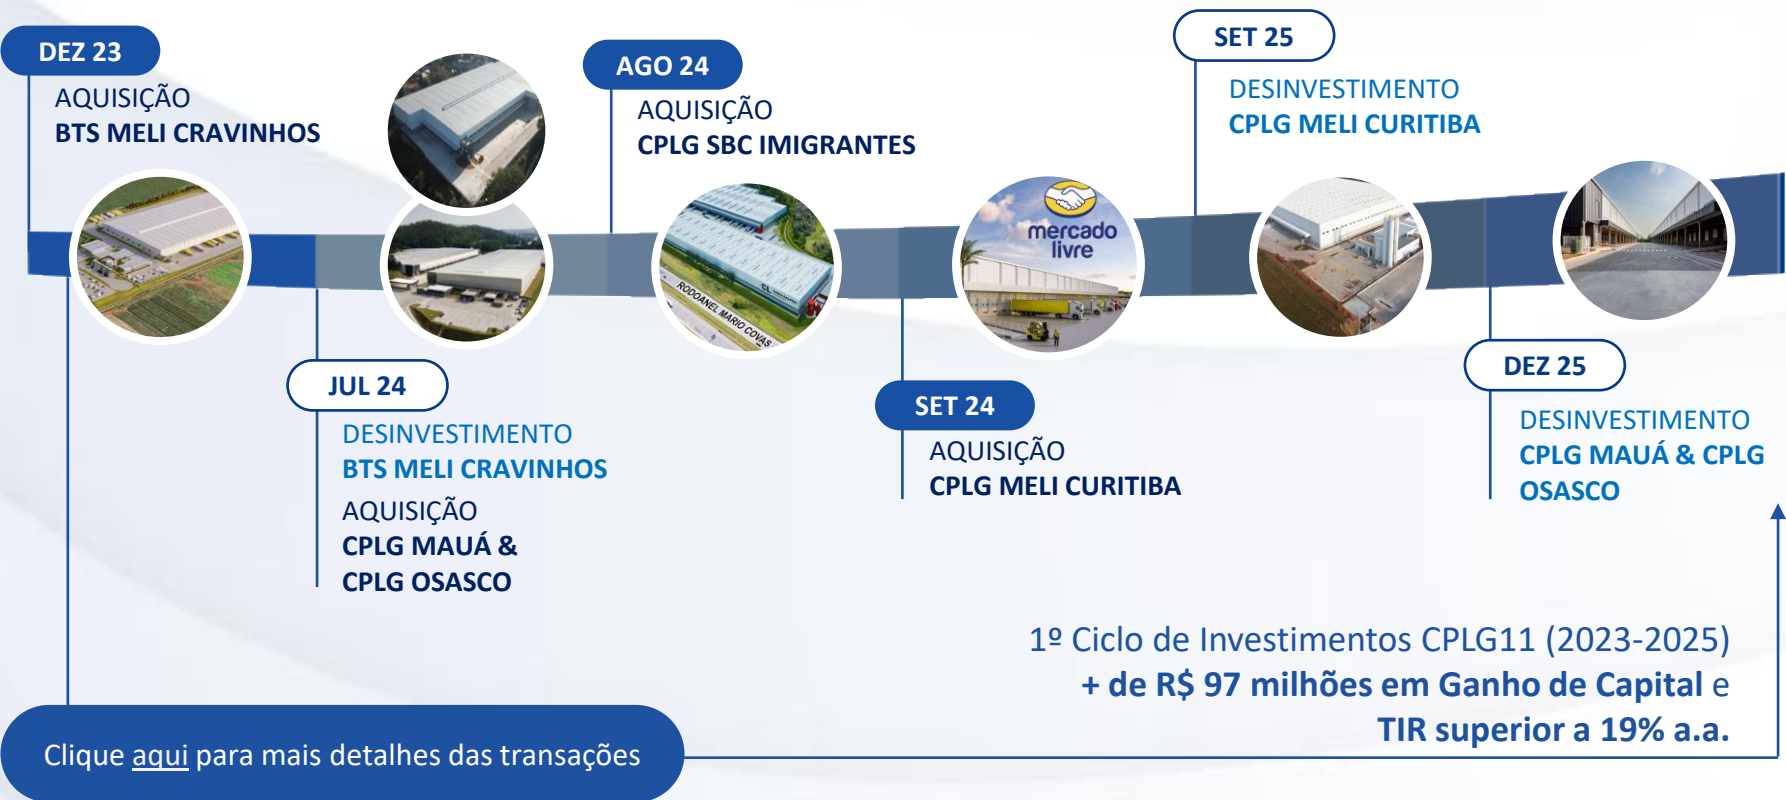 DEZ 23
AQUISIÇÃO
BTS MELI CRAVINHOS
JUL 24
DESINVESTIMENTO
BTS MELI CRAVINHOS
AQUISIÇÃO
CPLG MAUÁ &
CPLG OSASCO
AGO 24
AQUISIÇÃO
CPLG SBC IMIGRANTES
RODOANEL MARIO COVAS
CL
SET 24
AQUISIÇÃO
CPLG MELI CURITIBA
mercado
livre
SET 25
DESINVESTIMENTO
CPLG MELI CURITIBA
DEZ 25
DESINVESTIMENTO
CPLG MAUÁ & CPLG
OSASCO
1º Ciclo de Investimentos CPLG11 (2023-2025)
+ de R$ 97 milhões em Ganho de Capital e
TIR superior a 19% a.a.
Clique aqui para mais detalhes das transações